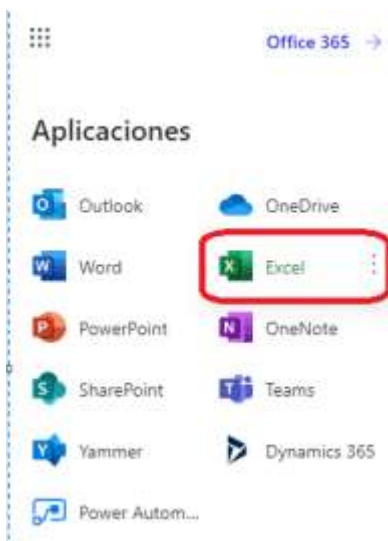 Office 365 →
Aplicaciones
Outlook OneDrive
Word Excel
PowerPoint OneNote
SharePoint Teams
Yammer Dynamics 365
Power Autom...